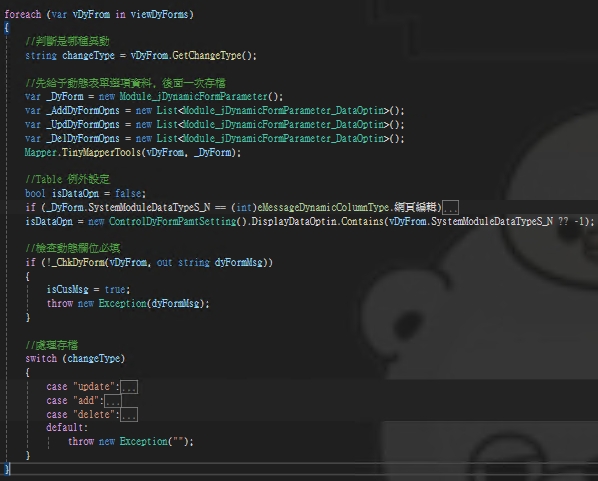 foreach (var vDyFrom in viewDyForms)
{
//判斷是哪種異動
string changeType = vDyFrom.GetChangeType();
//先給予動態表單選項資料, 後面一次存檔
var _DyForm = new Module_iDynamicFormParameter();
var _AddDyFormOpns = new List<Module_iDynamicFormParameter_DataOptin>();
var _UpdDyFormOpns = new List<Module_iDynamicFormParameter_DataOptin>();
var _DelDyFormOpns = new List<Module_iDynamicFormParameter_DataOptin>();
Mapper.TinyMapperTools(vDyFrom, _DyForm);
//Table 例外設定
bool isDataOpn = false;
if (_DyForm.SystemModuleDataTypeS_N == (int)eMessageDynamicColumnType.網頁編輯)...
isDataOpn = new ControlDyFormPamtSetting().DisplayDataOptin.Contains(vDyFrom.SystemModuleDataTypeS_N ?? -1);
//檢查動態欄位必填
if (!_ChkDyForm(vDyFrom, out string dyFormMsg))
{
isCusMsg = true;
throw new Exception(dyFormMsg);
}
//處理存檔
switch (changeType)
{
case "update":...
case "add":...
case "delete":...
default:
throw new Exception("");
}
}